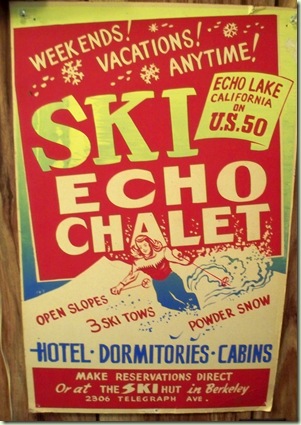 WEEK ENDS!
VACATIONS!
ANYTIME!
ECHO LAKE
CALIFORNIA
ON
U.S. 50
SKI
ECHO
CHALET
OPEN SLOPES
3 SKI TOWS
POWDER SNOW
HOTEL · DORMITORIES · CABINS
MAKE RESERVATIONS DIRECT
Or at THE SKI HUT in Berkeley
2306 TELEGRAPH AVE.